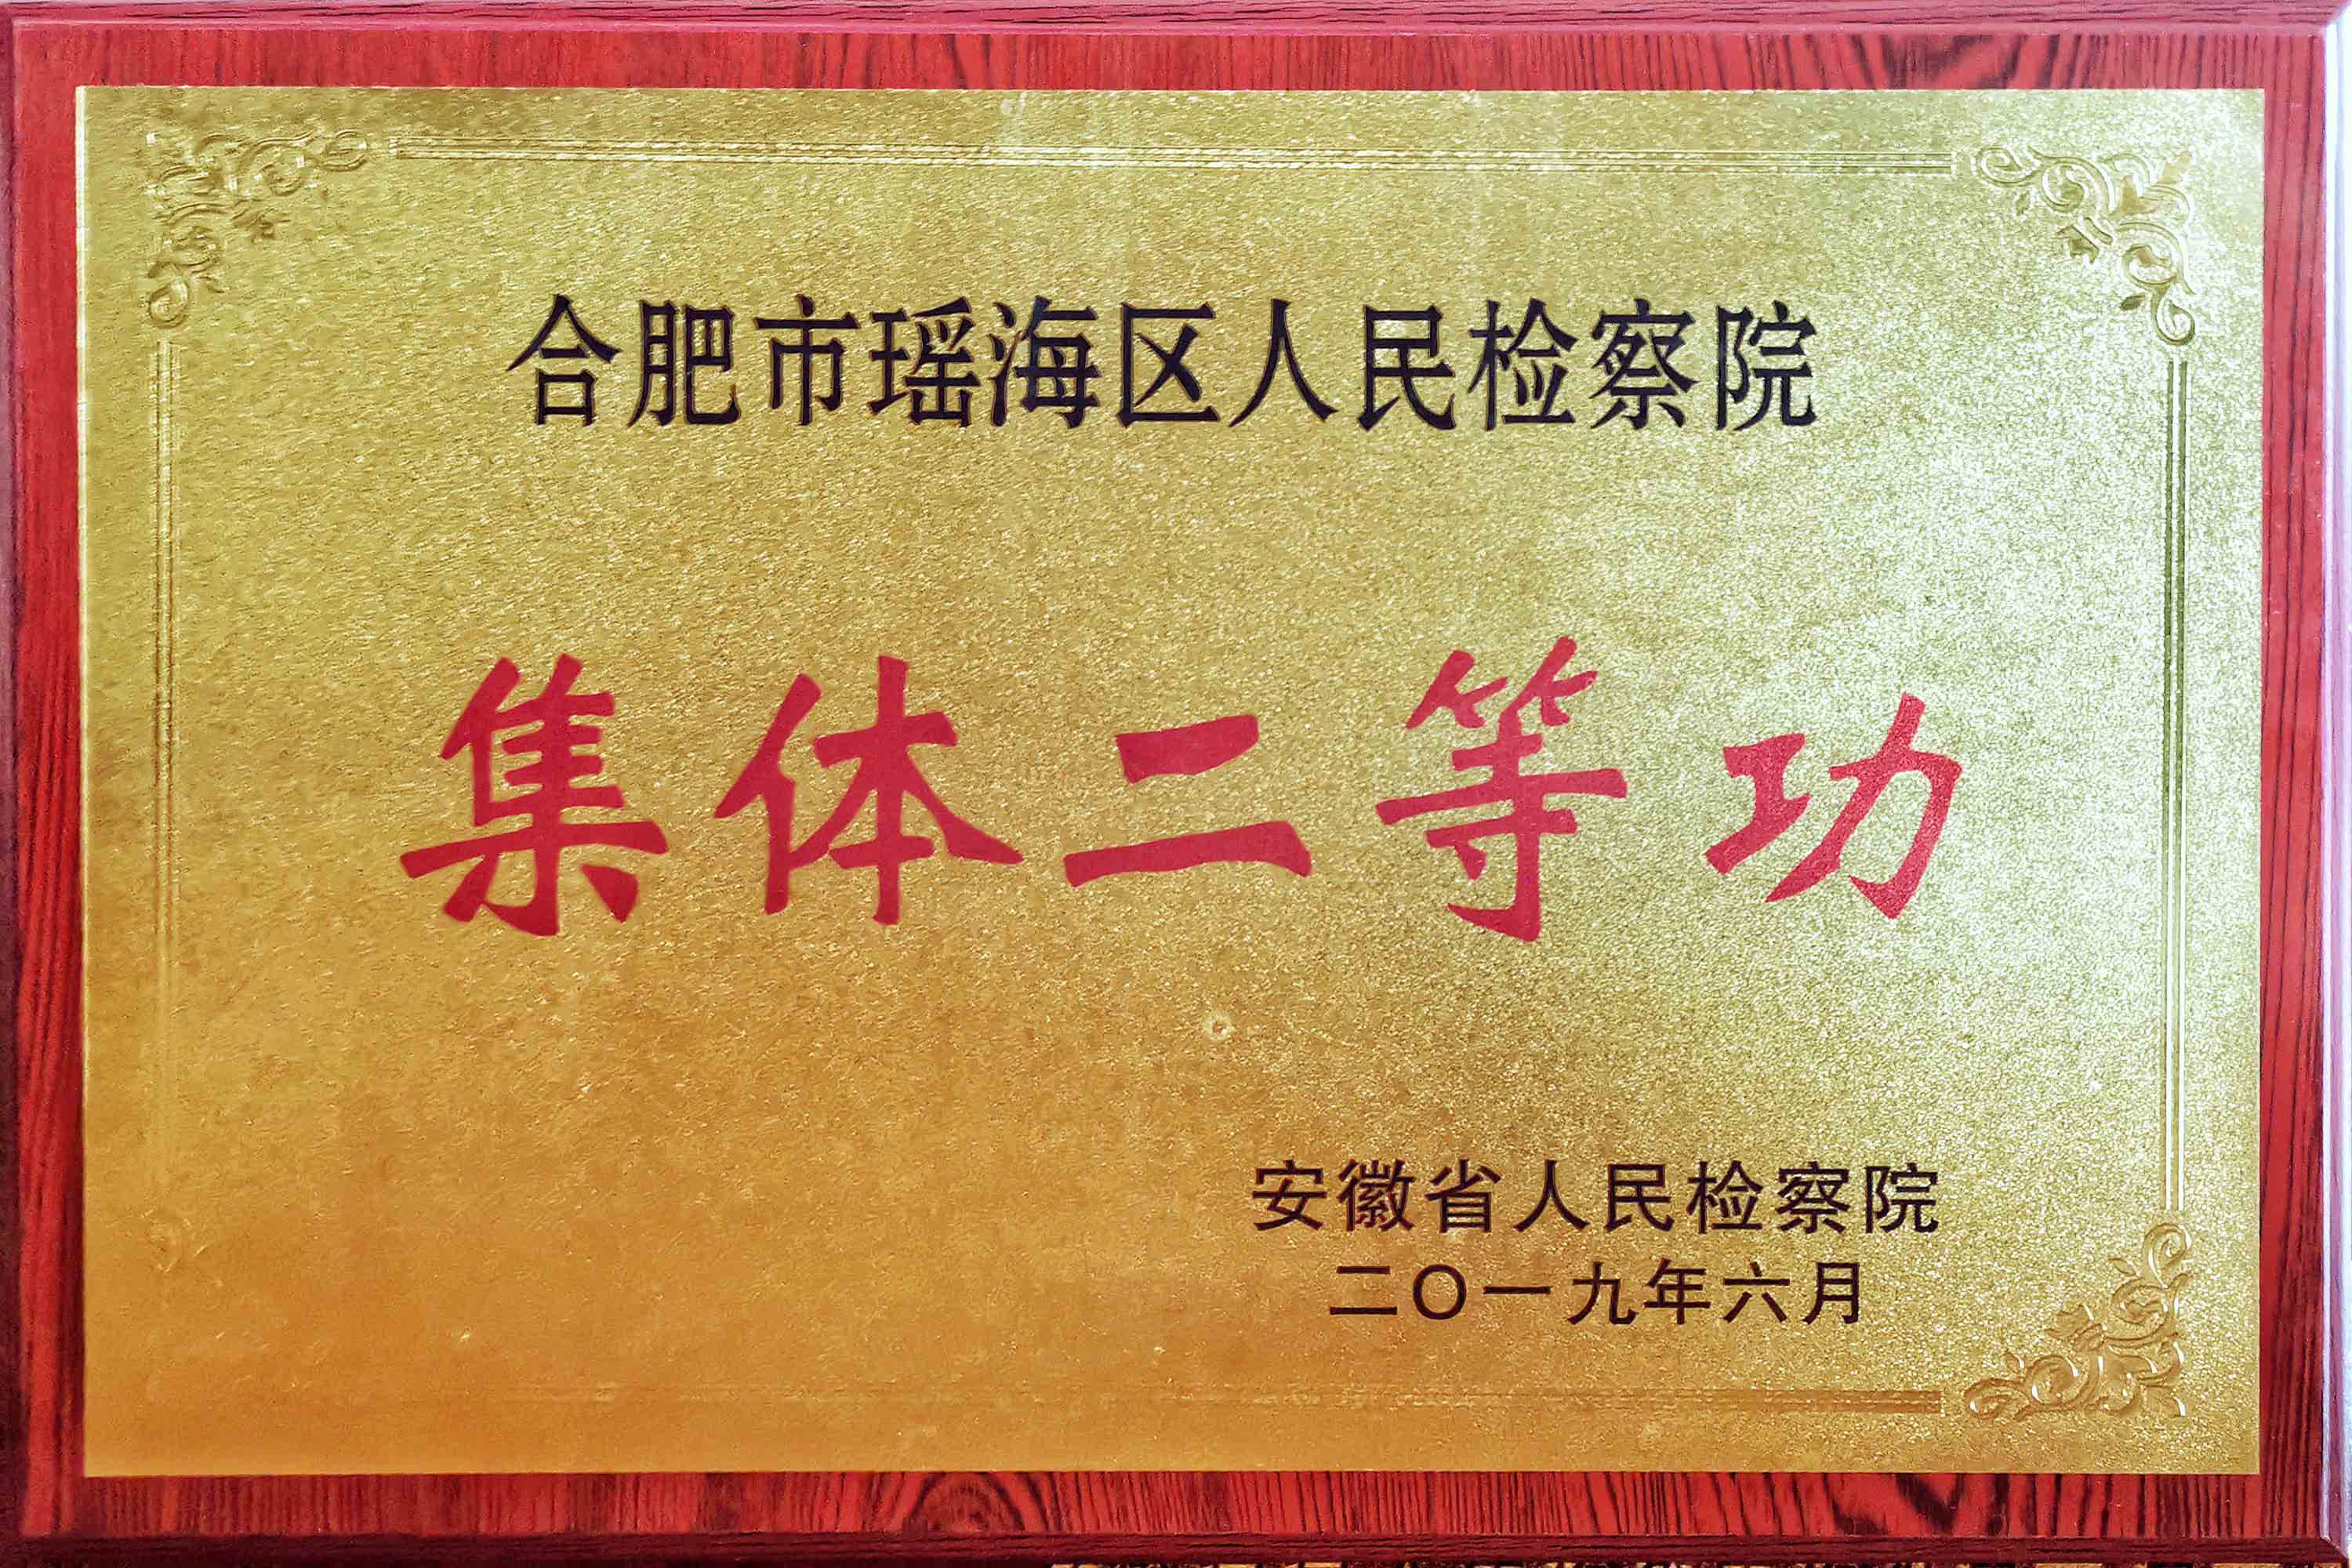 合肥市瑶海区人民检察院
集体二等功
安徽省人民检察院
二〇一九年六月